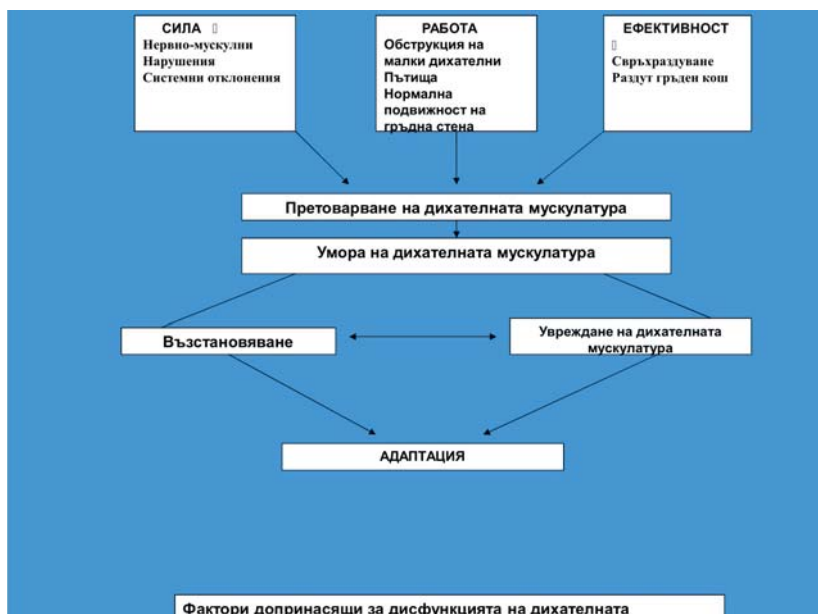 СИЛА
Нервно-мускулни
Нарушения
Системни отклонения
РАБОТА
Обструкция на
малки дихателни
Пътища
Нормална
подвижност на
гръдна стена
ЕФЕКТИВНОСТ
Свръхраздуване
Раздут гръден кош
Претоварване на дихателната мускулатура
Умора на дихателната мускулатура
Възстановяване
Увреждане на дихателната
мускулатура
АДАПТАЦИЯ
Фактори допринасящи за дисфункцията на дихателната